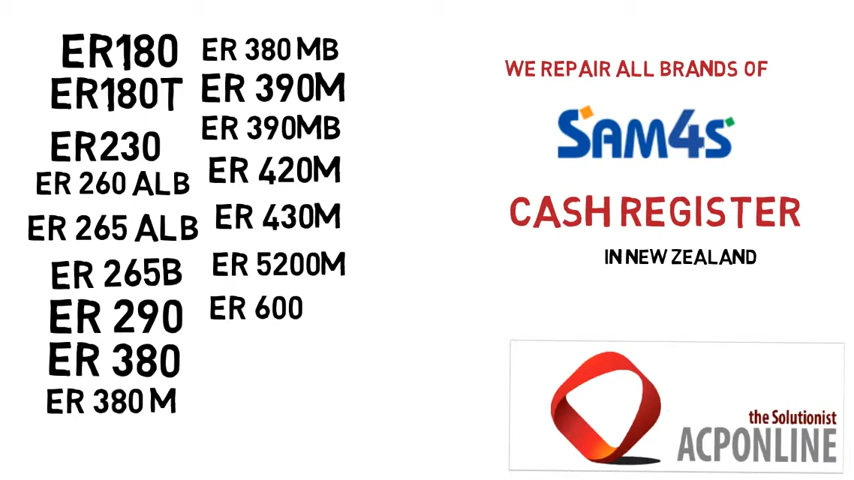 ER180
ER180T
ER230
ER 260 ALB
ER 265 ALB
ER 265B
ER 290
ER 380
ER 380 M
ER 380 MB
ER 390M
ER 390MB
ER 420M
ER 430M
ER 5200M
ER 600
WE REPAIR ALL BRANDS OF
SAM4S
CASH REGISTER
IN NEW ZEALAND
the Solutionist
ACPONLINE